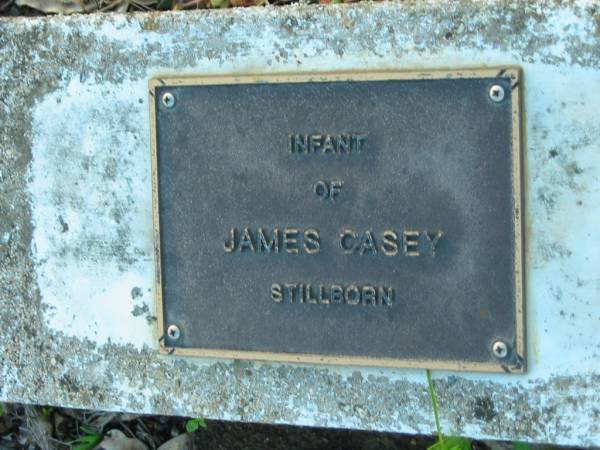 INFANT
OF
JAMES CASEY
STILLBORN